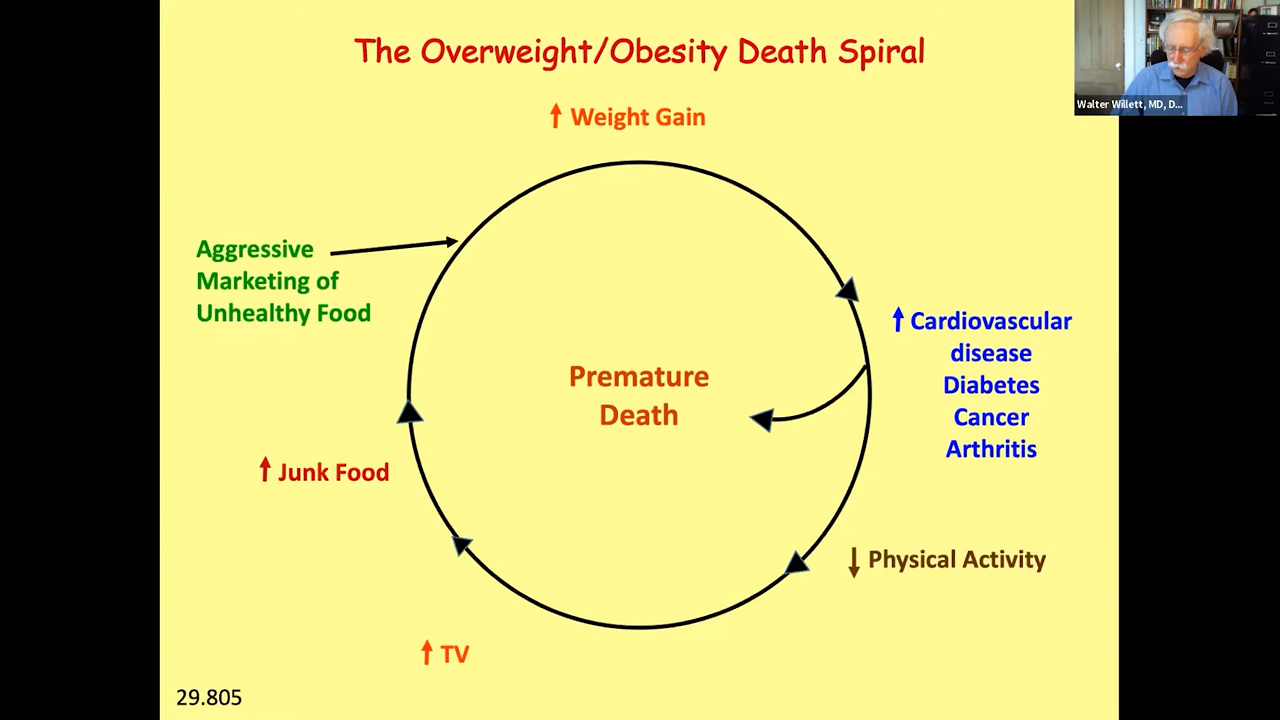 The Overweight/Obesity Death Spiral
Walter Willett, MD, D...
Weight Gain
Aggressive
Marketing of
Unhealthy Food
Cardiovascular
disease
Diabetes
Cancer
Arthritis
Premature
Death
Junk Food
Physical Activity
TV
29.805